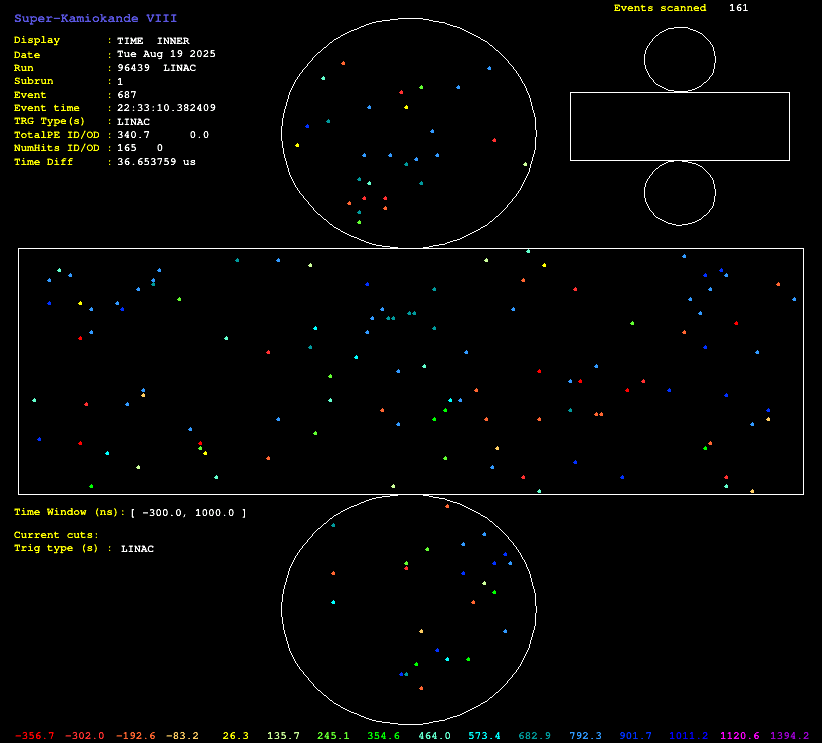 Events scanned 161
Super-Kamiokande VIII
Display : TIME INNER
Date : Tue Aug 19 2025
Run : 96439 LINAC
Subrun : 1
Event : 687
Event time : 22:33:10.382409
TRG Type(s) : LINAC
TotalPE ID/OD : 340.7 0.0
NumHits ID/OD : 165 0
Time Diff : 36.653759 us
Time Window (ns): [ -300.0, 1000.0 ]
Current cuts:
Trig type (s) : LINAC
-356.7 -302.0 -192.6 -83.2 26.3 135.7 245.1 354.6 464.0 573.4 682.9 792.3 901.7 1011.2 1120.6 1394.2